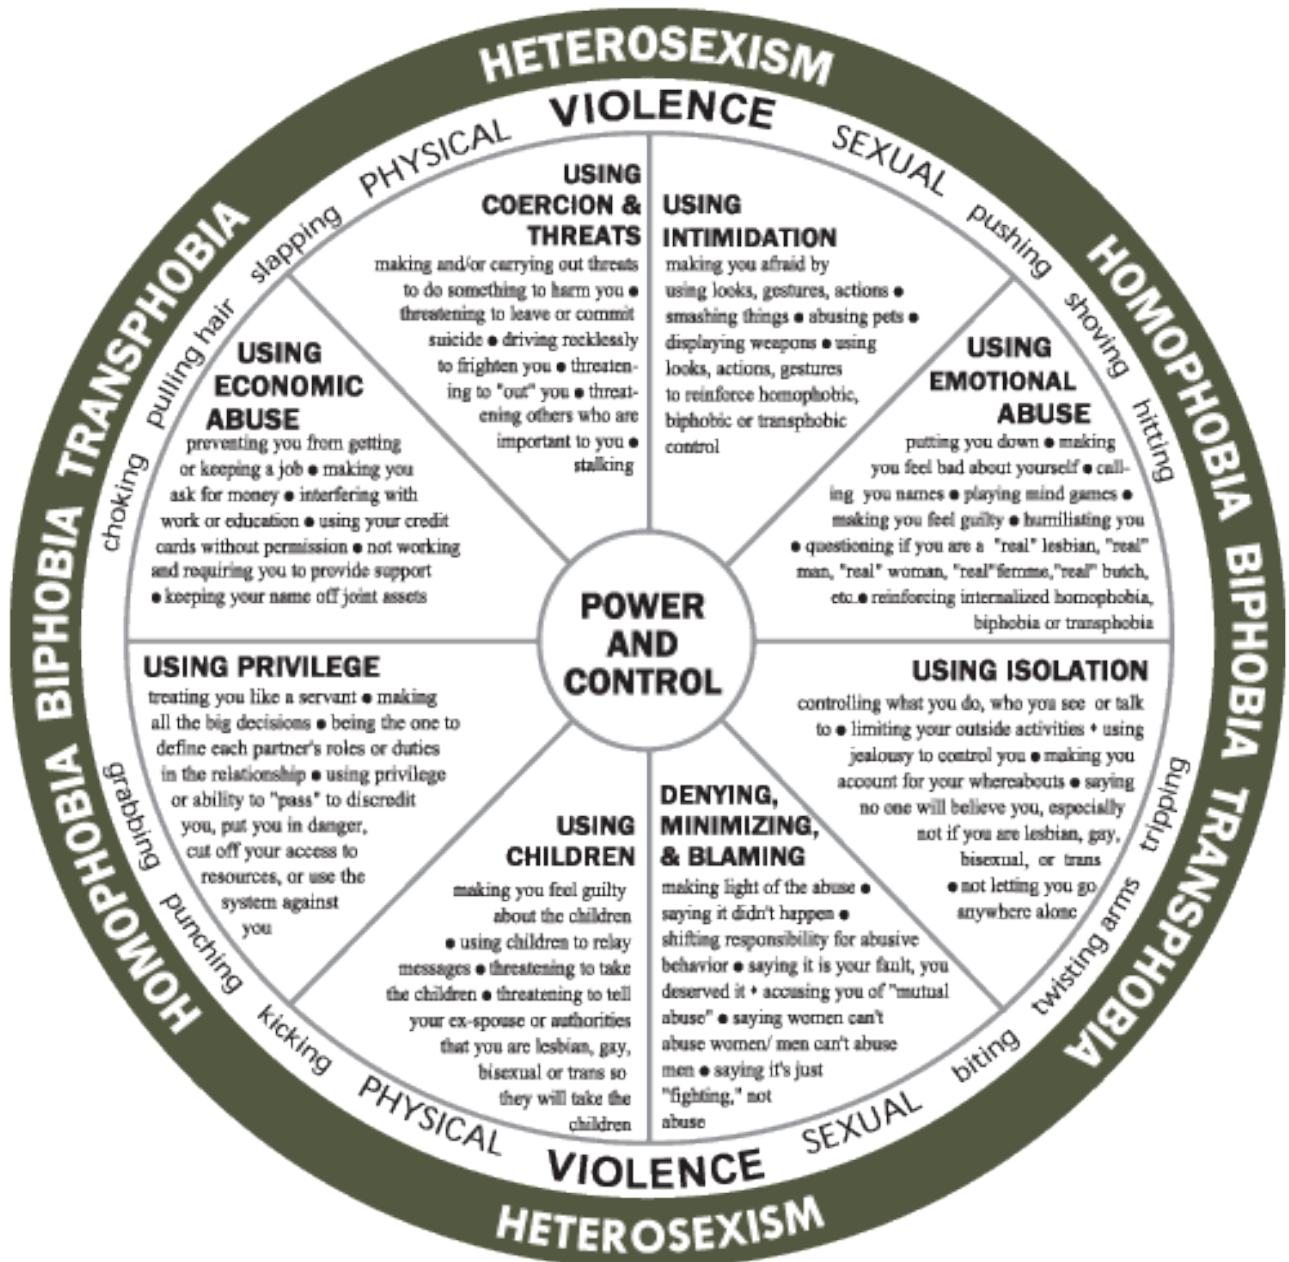 HETEROSEXISM
VIOLENCE
PHYSICAL
SEXUAL
slapping
pulling hair
choking
pushing
shoving
hitting
TRANSPHOBIA
BIPHOBIA
HOMOPHOBIA
HOMOPHOBIA
BIPHOBIA
TRANSPHOBIA
USING
COERCION &
THREATS
making and/or carrying out threats
to do something to harm you ●
threatening to leave or commit
suicide ● driving recklessly
to frighten you ● threaten-
ing to "out" you ● threat-
ening others who are
important to you ●
stalking
USING
INTIMIDATION
making you afraid by
using looks, gestures, actions ●
smashing things ● abusing pets ●
displaying weapons ● using
looks, actions, gestures
to reinforce homophobic,
biphobic or transphobic
control
USING
ECONOMIC
ABUSE
preventing you from getting
or keeping a job ● making you
ask for money ● interfering with
work or education ● using your credit
cards without permission ● not working
and requiring you to provide support
● keeping your name off joint assets
USING
EMOTIONAL
ABUSE
putting you down ● making
you feel bad about yourself ● call-
ing you names ● playing mind games ●
making you feel guilty ● humiliating you
● questioning if you are a "real" lesbian, "real"
man, "real" woman, "real"femme,"real" butch,
etc.● reinforcing internalized homophobia,
biphobia or transphobia
POWER
AND
CONTROL
USING PRIVILEGE
treating you like a servant ● making
all the big decisions ● being the one to
define each partner's roles or duties
in the relationship ● using privilege
or ability to "pass" to discredit
you, put you in danger,
cut off your access to
resources, or use the
system against
you
USING ISOLATION
controlling what you do, who you see or talk
to ● limiting your outside activities • using
jealousy to control you ● making you
account for your whereabouts ● saying
no one will believe you, especially
not if you are lesbian, gay,
bisexual, or trans
● not letting you go
anywhere alone
USING
CHILDREN
making you feel guilty
about the children
● using children to relay
messages ● threatening to take
the children ● threatening to tell
your ex-spouse or authorities
that you are lesbian, gay,
bisexual or trans so
they will take the
children
DENYING,
MINIMIZING,
& BLAMING
making light of the abuse ●
saying it didn't happen ●
shifting responsibility for abusive
behavior ● saying it is your fault, you
deserved it • accusing you of "mutual
abuse" ● saying women can't
abuse women/ men can't abuse
men ● saying it's just
"fighting," not
abuse
grabbing
punching
kicking
tripping
twisting arms
biting
PHYSICAL
SEXUAL
VIOLENCE
HETEROSEXISM